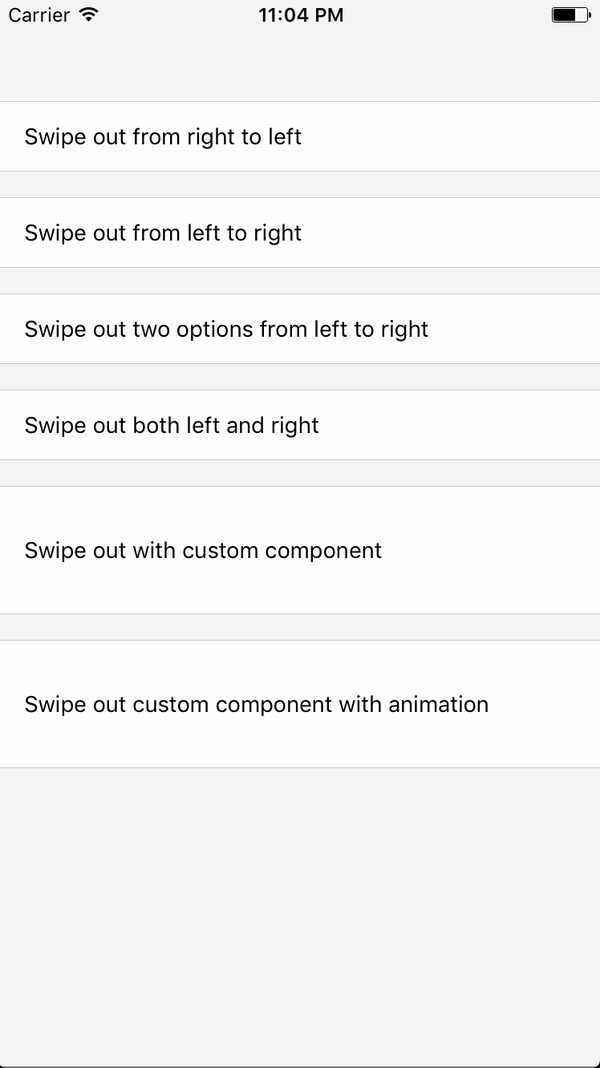 Carrier 11:04 PM
Swipe out from right to left
Swipe out from left to right
Swipe out two options from left to right
Swipe out both left and right
Swipe out with custom component
Swipe out custom component with animation